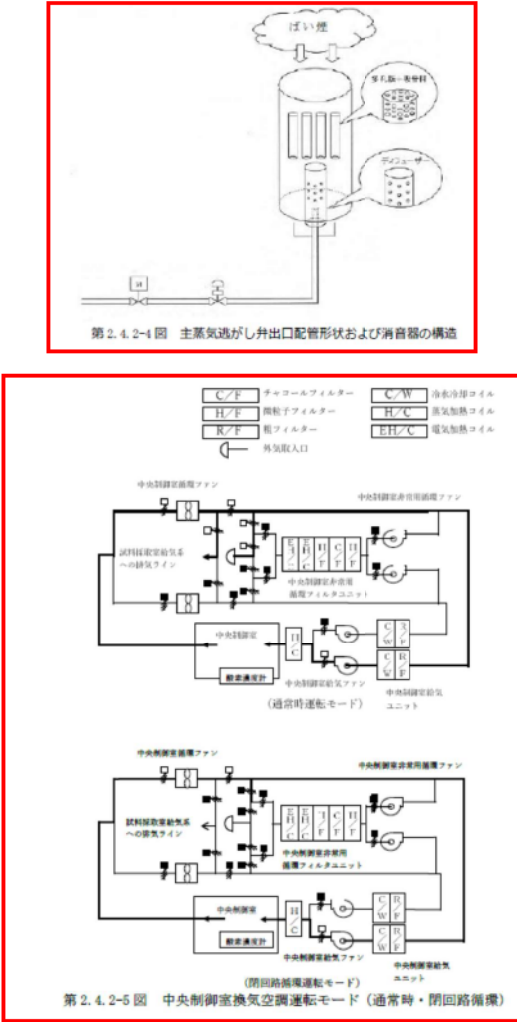 ばい煙
多孔版＋吸音材
ディフューザー
M
第2.4.2-4図 主蒸気逃がし弁出口配管形状および消音器の構造
C/F チャコールフィルター C/W 冷水冷却コイル
H/F 微粒子フィルター H/C 蒸気加熱コイル
R/F 粗フィルター EH/C 電気加熱コイル
外気取入口
中央制御室循環ファン
中央制御室非常用循環ファン
試料採取室給気系
への排気ライン
中央制御室非常用
循環フィルタユニット
中央制御室
H/C
C/W R/F
C/W R/F
酸素濃度計
中央制御室給気ファン
中央制御室給気
ユニット
(通常時運転モード)
中央制御室循環ファン
中央制御室非常用循環ファン
試料採取室給気系
への排気ライン
EH/C EH/C C/F H/F
中央制御室非常用
循環フィルタユニット
中央制御室
H/C
C/W R/F
C/W R/F
酸素濃度計
中央制御室給気ファン
中央制御室給気
ユニット
(閉回路循環運転モード)
第2.4.2-5図 中央制御室換気空調運転モード（通常時・閉回路循環）